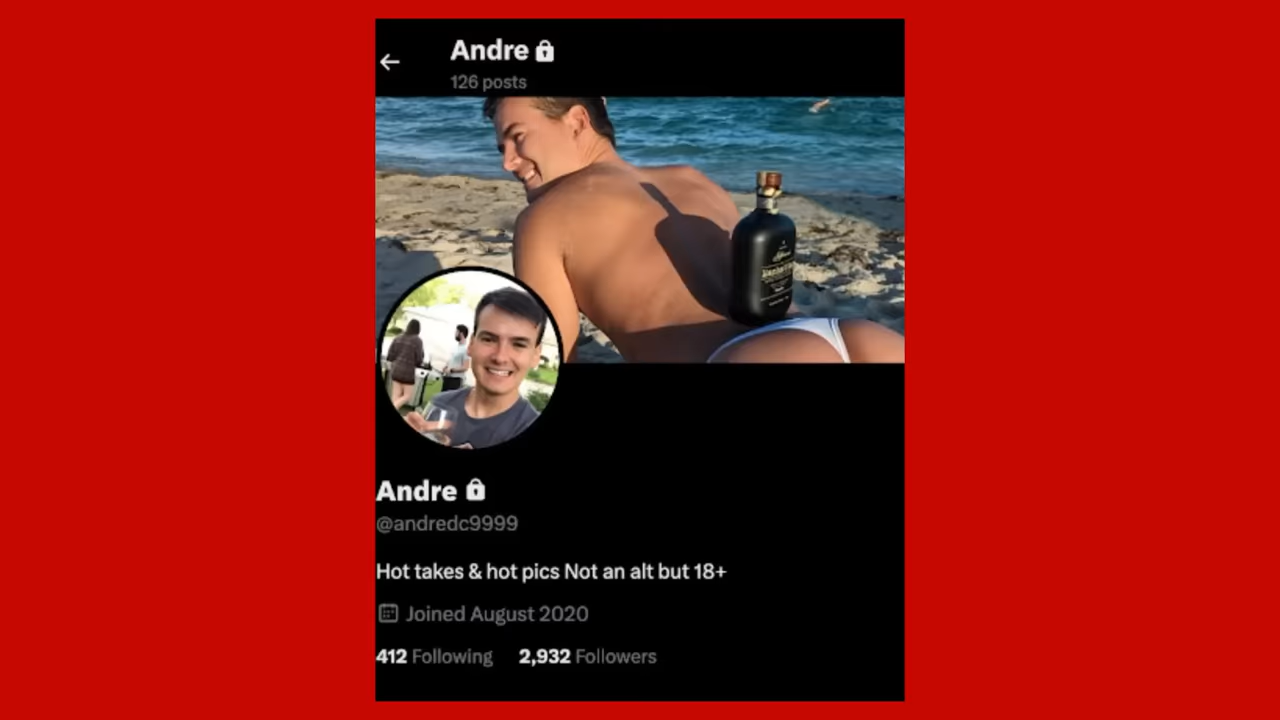 Andre
126 posts
Andre
@andredc9999
Hot takes & hot pics Not an alt but 18+
Joined August 2020
412 Following 2,932 Followers